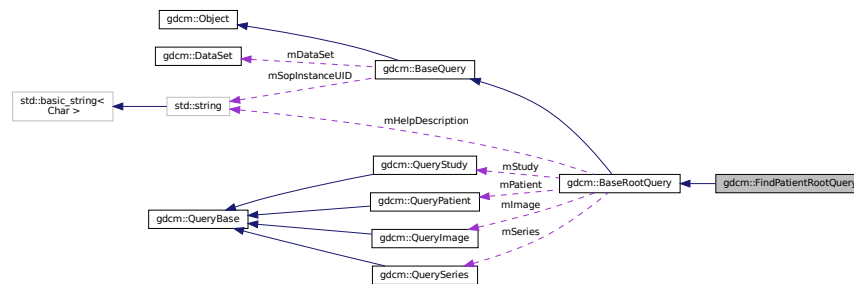 gdcm::Object
gdcm::DataSet
mDataSet
gdcm::BaseQuery
mSopInstanceUID
std::basic_string<
Char >
std::string
mHelpDescription
gdcm::QueryStudy
mStudy
gdcm::BaseRootQuery
gdcm::FindPatientRootQuery
mPatient
gdcm::QueryPatient
mImage
gdcm::QueryBase
gdcm::QueryImage
mSeries
gdcm::QuerySeries